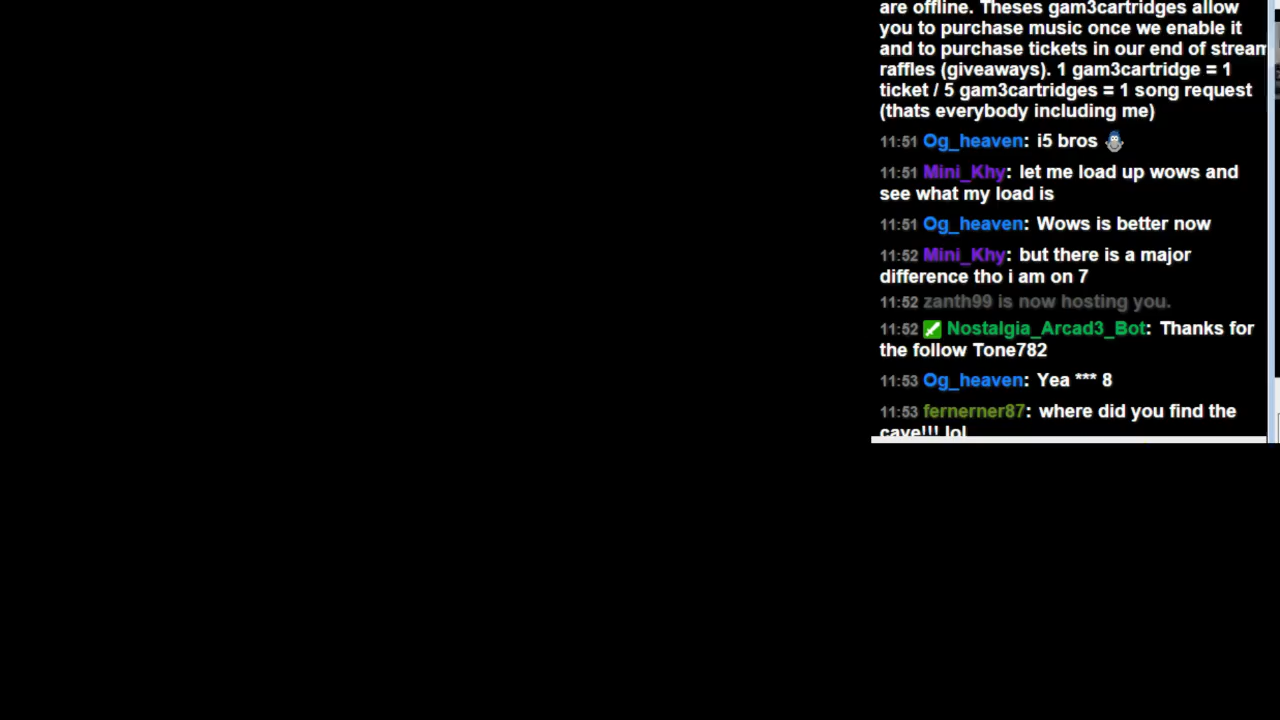 are offline. Theses gam3cartridges allow
you to purchase music once we enable it
and to purchase tickets in our end of stream
raffles (giveaways). 1 gam3cartridge = 1
ticket / 5 gam3cartridges = 1 song request
(thats everybody including me)
11:51 Og_heaven: i5 bros
11:51 Mini_Khy: let me load up wows and
see what my load is
11:51 Og_heaven: Wows is better now
11:52 Mini_Khy: but there is a major
difference tho i am on 7
11:52 zanth99 is now hosting you.
11:52 Nostalgia_Arcad3_Bot: Thanks for
the follow Tone782
11:53 Og_heaven: Yea *** 8
11:53 fernerner87: where did you find the
cave!!! lol